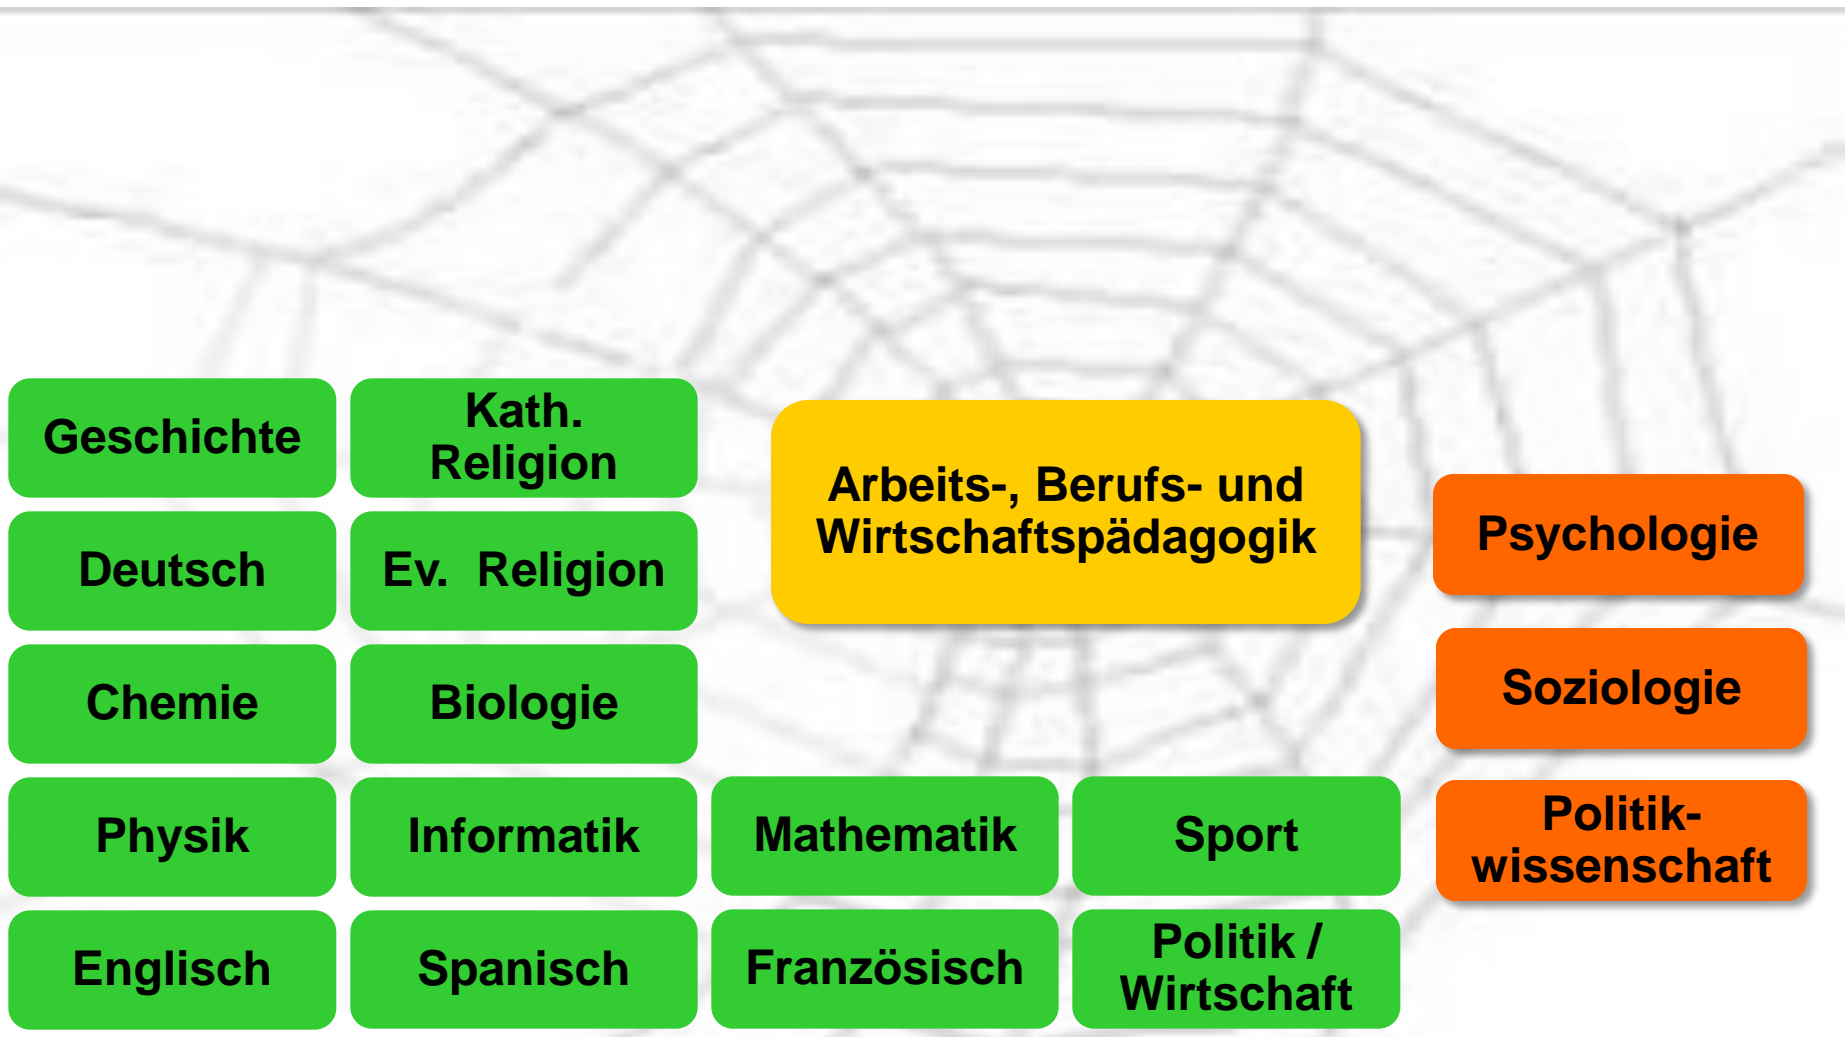 Geschichte
Kath.
Religion
Arbeits-, Berufs- und
Wirtschaftspädagogik
Psychologie
Deutsch
Ev. Religion
Chemie
Biologie
Soziologie
Physik
Informatik
Mathematik
Sport
Politik-
wissenschaft
Englisch
Spanisch
Französisch
Politik /
Wirtschaft